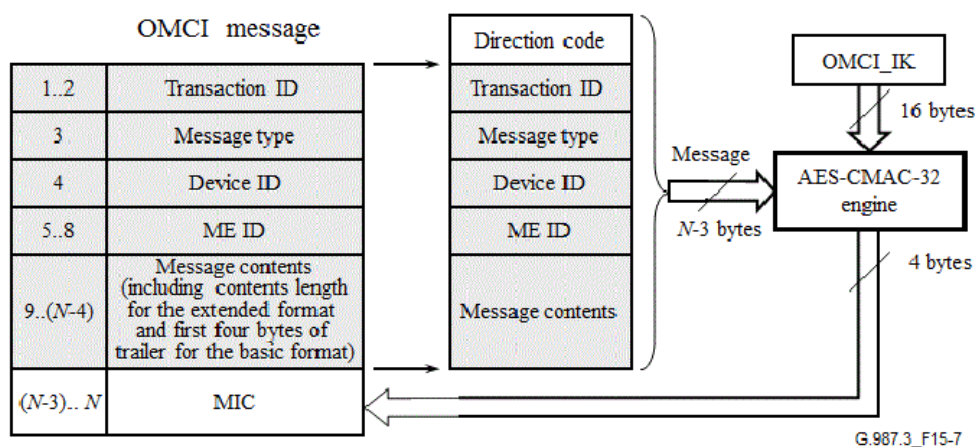 OMCI message
1..2
Transaction ID
3
Message type
4
Device ID
5..8
ME ID
9..(N-4)
Message contents
(including contents length
for the extended format
and first four bytes of
trailer for the basic format)
(N-3).. N
MIC
Direction code
Transaction ID
Message type
Device ID
ME ID
Message contents
Message
N-3 bytes
OMCI_IK
16 bytes
AES-CMAC-32
engine
4 bytes
G.987.3_F15-7